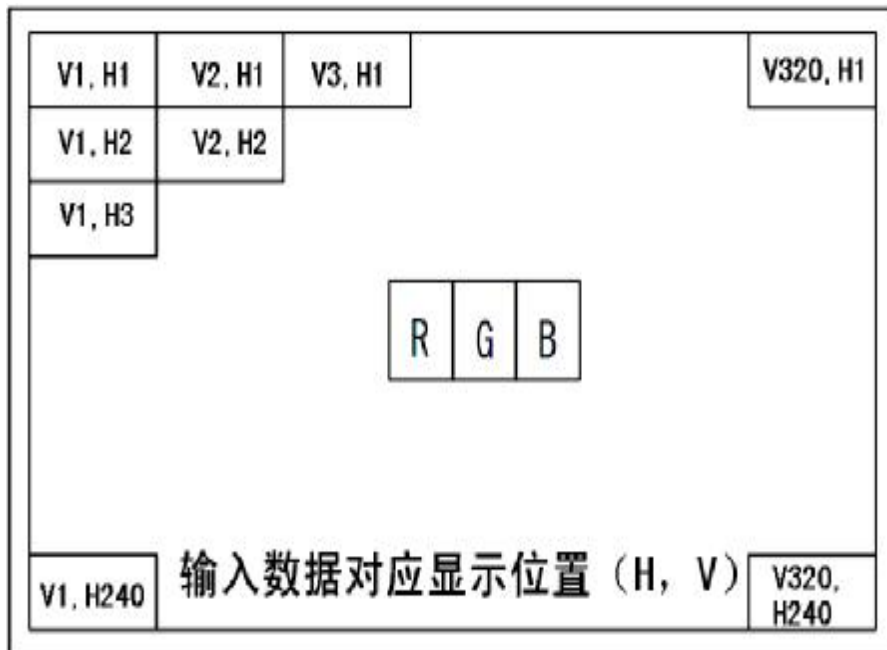 V1, H1 V2, H1 V3, H1 V320, H1
V1, H2 V2, H2
V1, H3
R G B
输入数据对应显示位置（H，V）
V1, H240 V320, H240